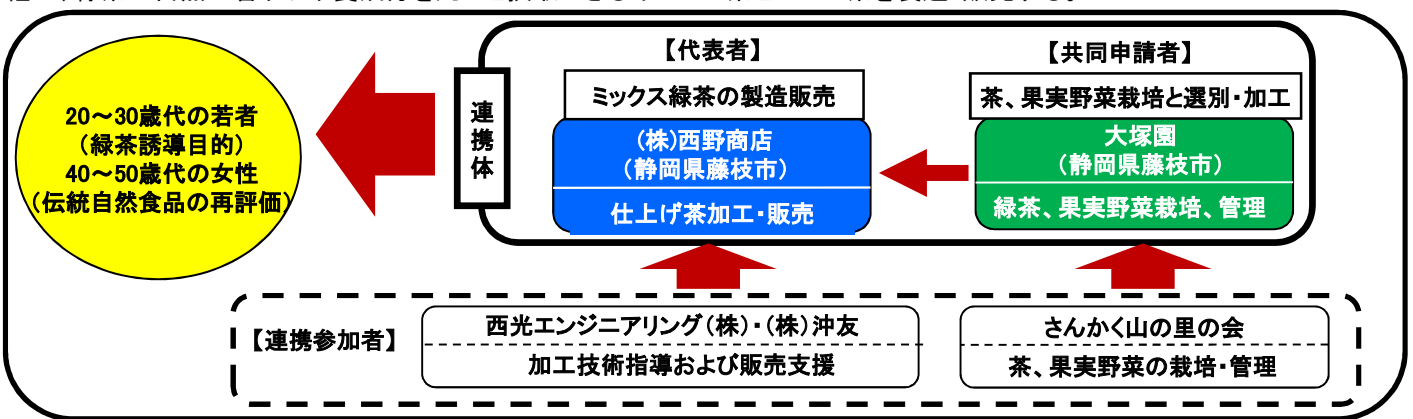 【代表者】
【共同申請者】
ミックス緑茶の製造販売
茶、果実野菜栽培と選別・加工
連携体
20～30歳代の若者
（緑茶誘導目的）
40～50歳代の女性
（伝統自然食品の再評価）
（株）西野商店
（静岡県藤枝市）
仕上げ茶加工・販売
大塚園
（静岡県藤枝市）
緑茶、果実野菜栽培、管理
【連携参加者】
西光エンジニアリング（株）・（株）沖友
加工技術指導および販売支援
さんかく山の里の会
茶、果実野菜の栽培・管理